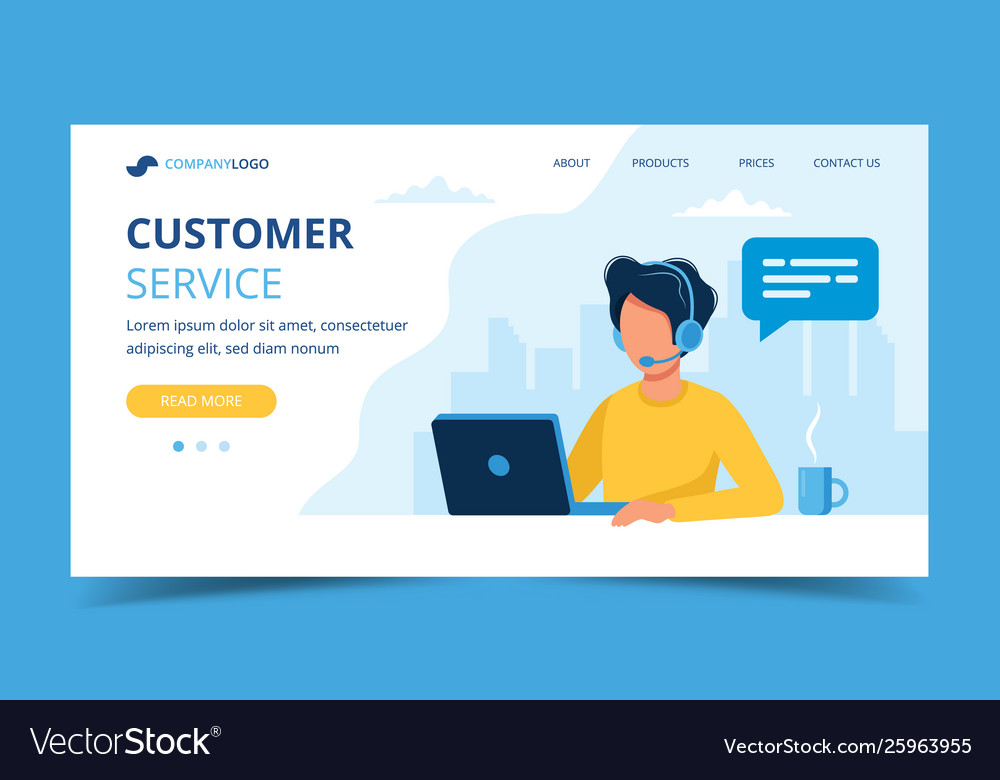 COMPANYLOGO
ABOUT PRODUCTS PRICES CONTACT US
CUSTOMER
SERVICE
Lorem ipsum dolor sit amet, consectetuer
adipiscing elit, sed diam nonum
READ MORE
VectorStock®
VectorStock.com/25963955